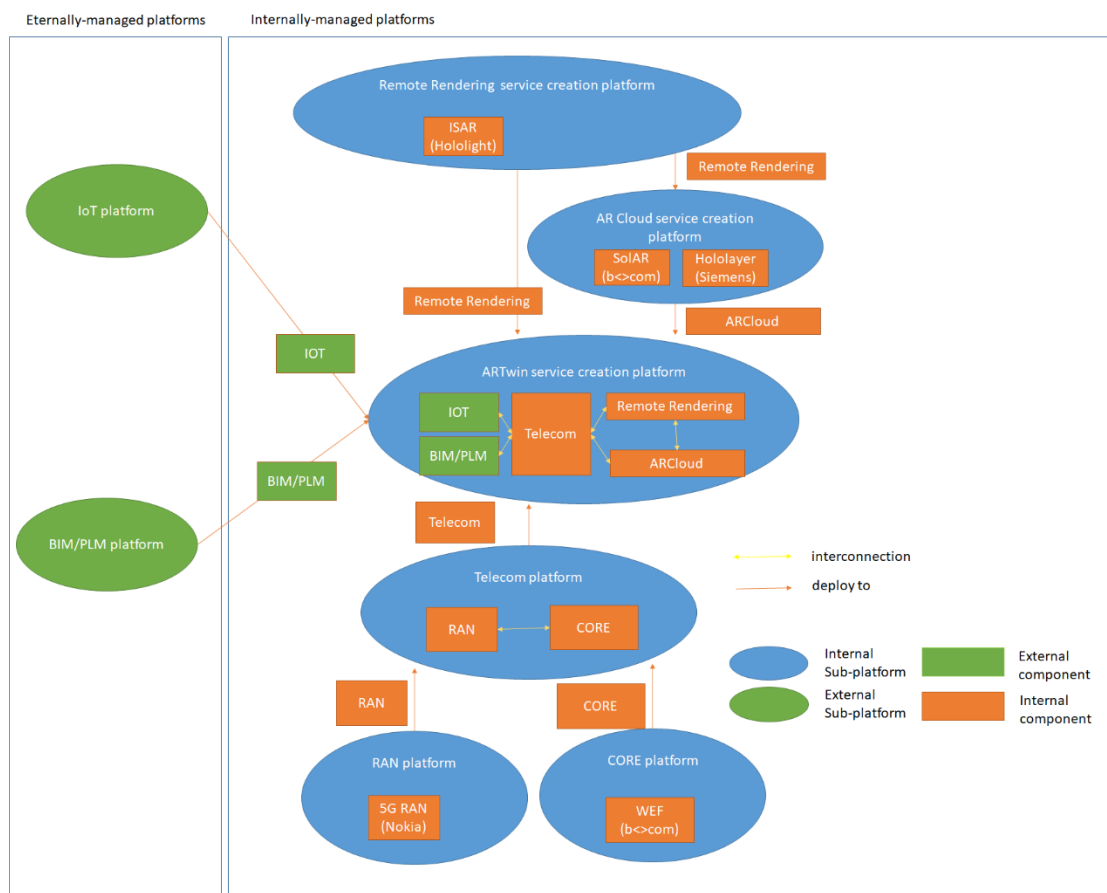 Eternally-managed platforms
Internally-managed platforms
Remote Rendering service creation platform
ISAR
(Hololight)
Remote Rendering
IoT platform
AR Cloud service creation
platform
SolAR
(b<>com)
Hololayer
(Siemens)
Remote Rendering
ARCloud
IOT
ARTwin service creation platform
IOT
BIM/PLM
Telecom
Remote Rendering
ARCloud
BIM/PLM
BIM/PLM platform
Telecom
Telecom platform
RAN
CORE
interconnection
deploy to
Internal
Sub-platform
External
component
External
Sub-platform
Internal
component
RAN
CORE
RAN platform
5G RAN
(Nokia)
CORE platform
WEF
(b<>com)